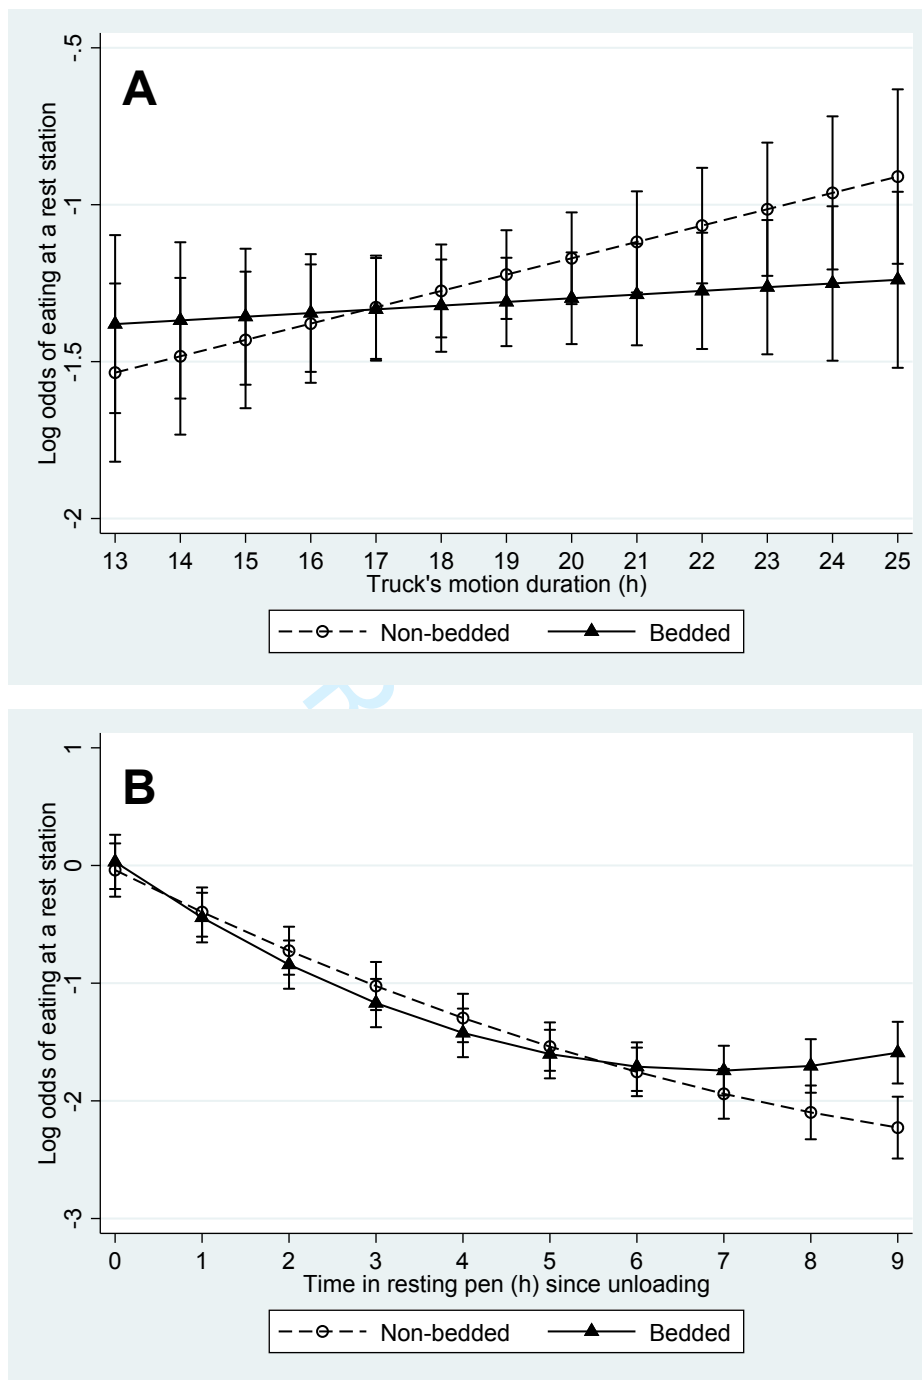 A
Log odds of eating at a rest station
-.5
-1
-1.5
-2
13 14 15 16 17 18 19 20 21 22 23 24 25
Truck's motion duration (h)
Non-bedded Bedded
B
Log odds of eating at a rest station
1
0
-1
-2
-3
0 1 2 3 4 5 6 7 8 9
Time in resting pen (h) since unloading
Non-bedded Bedded